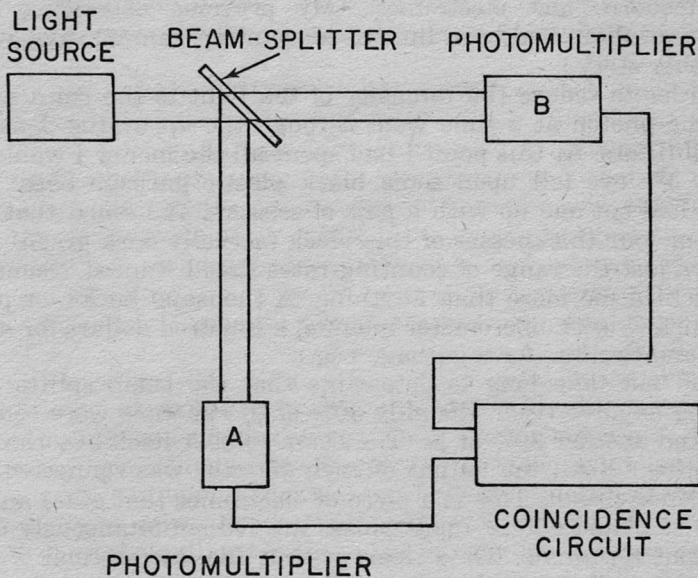 LIGHT
SOURCE
BEAM-SPLITTER
PHOTOMULTIPLIER
B
A
COINCIDENCE
CIRCUIT
PHOTOMULTIPLIER